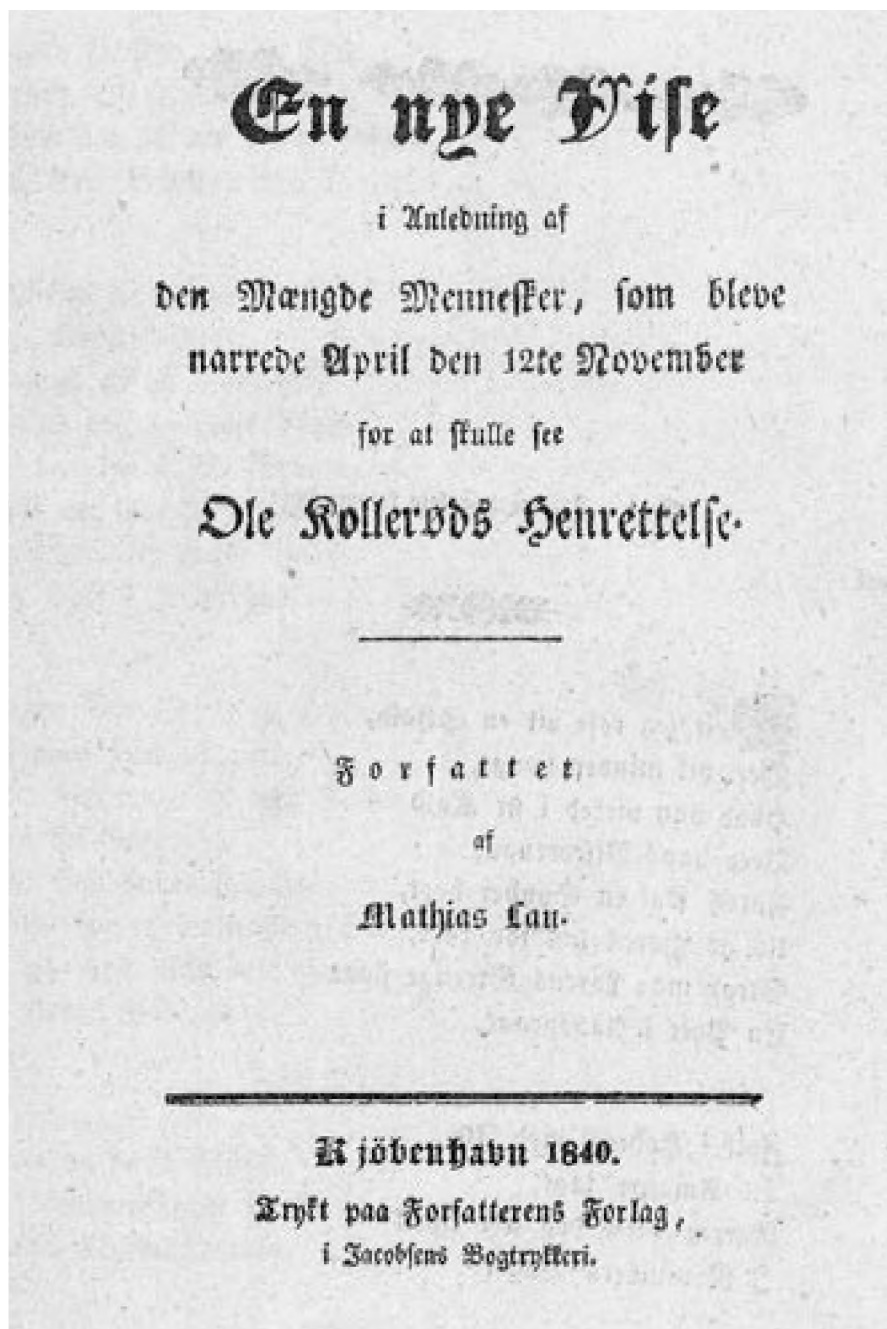 En nye Vise
i Anledning af
den Mængde Mennesker, som bleve
narrede April den 12te November
for at skulle see
Ole Kollerøds Henrettelse.
Forfattet
af
Mathias Lau.
Kjöbenhavn 1840.
Trykt paa Forfatterens Forlag,
i Jacobsens Bogtrykkeri.